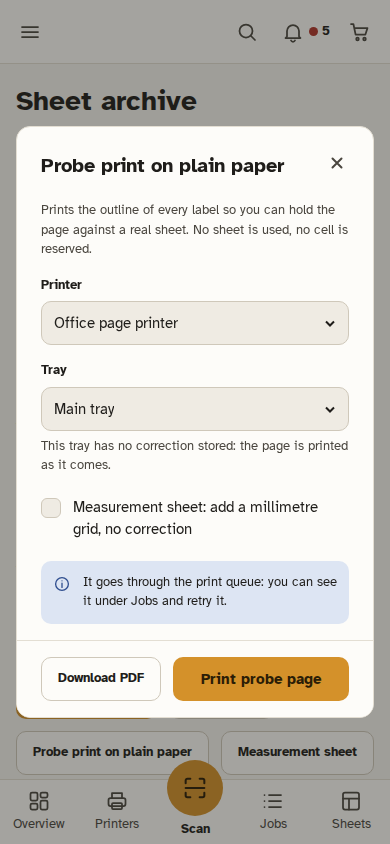 5
Sheet archive
Probe print on plain paper
Prints the outline of every label so you can hold the
page against a real sheet. No sheet is used, no cell is
reserved.
Printer
Office page printer
Tray
Main tray
This tray has no correction stored: the page is printed
as it comes.
Measurement sheet: add a millimetre
grid, no correction
It goes through the print queue: you can see
it under Jobs and retry it.
Download PDF
Print probe page
Probe print on plain paper
Measurement sheet
Overview
Printers
Scan
Jobs
Sheets